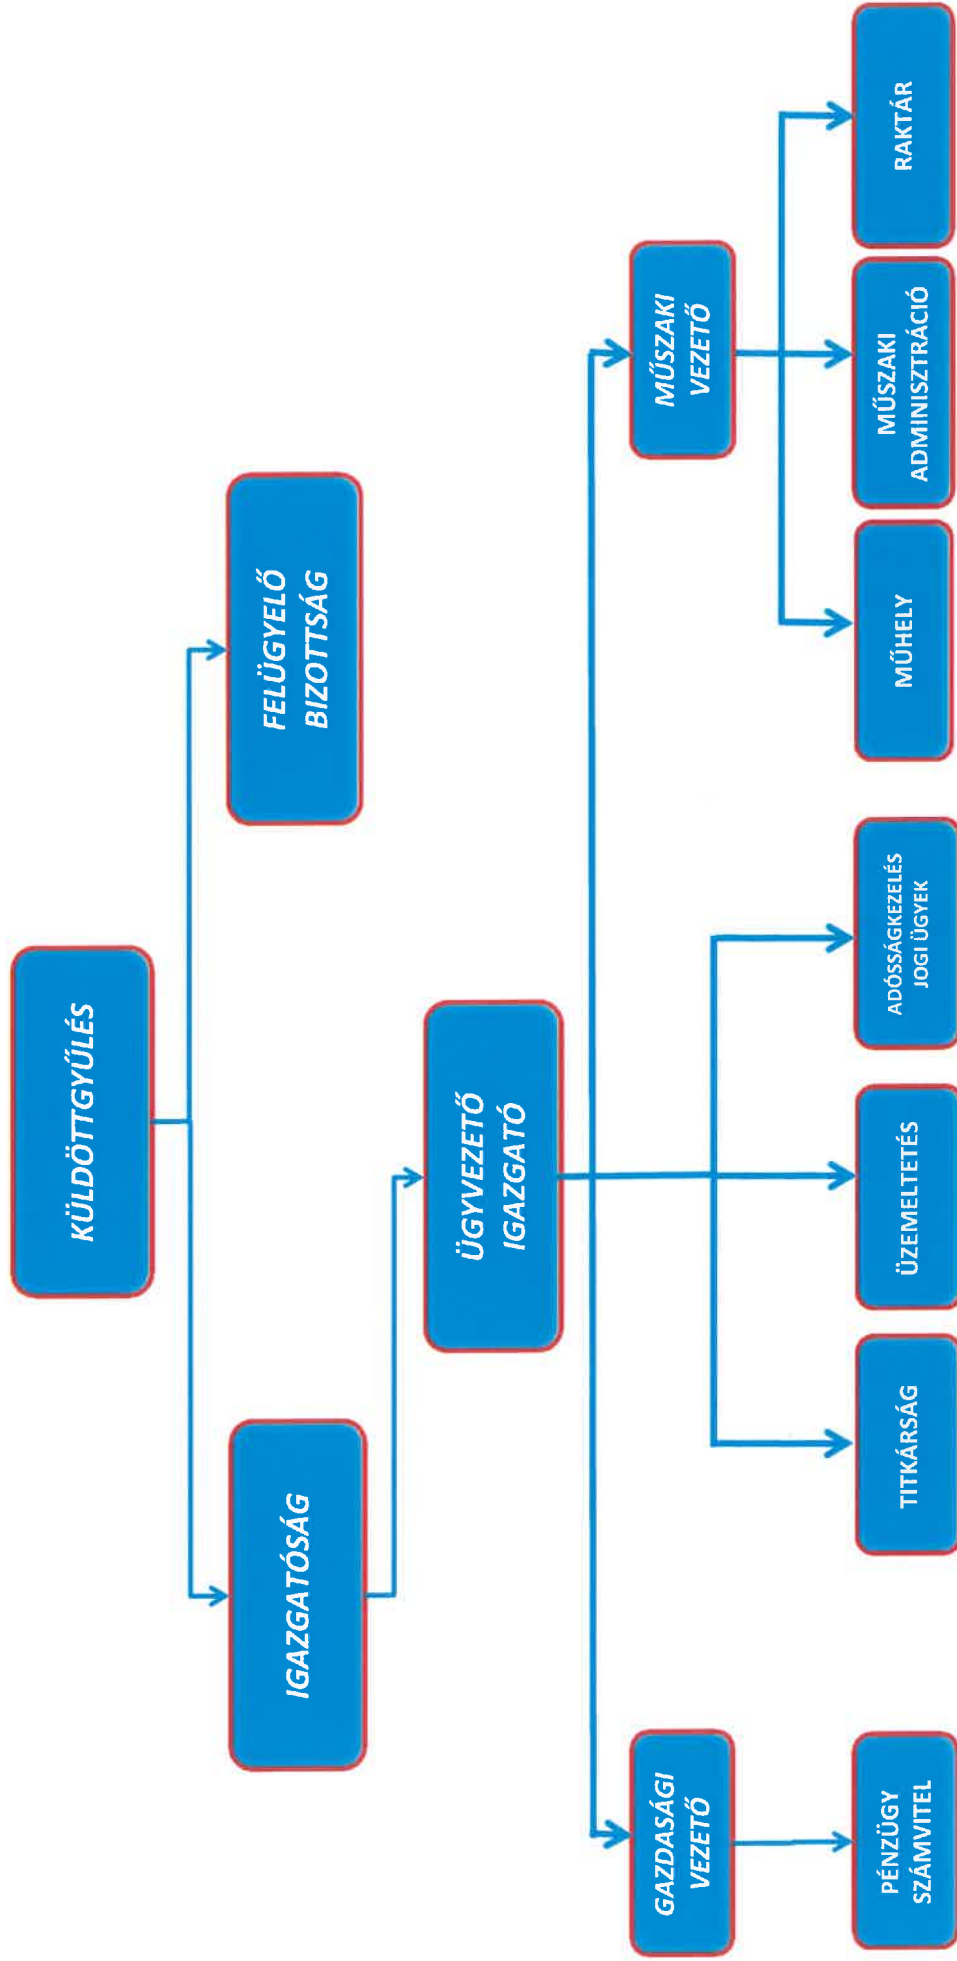 KÜLDÖTTGYŰLÉS
IGAZGATÓSÁG
FELÜGYELŐ
BIZOTTSÁG
ÜGYVEZETŐ
IGAZGATÓ
GAZDASÁGI
VEZETŐ
MŰSZAKI
VEZETŐ
PÉNZÜGY
SZÁMVITEL
TITKÁRSÁG
ÜZEMELTETÉS
ADÓSSÁGKEZELÉS
JOGI ÜGYEK
MŰHELY
MŰSZAKI
ADMINISZTRÁCIÓ
RAKTÁR